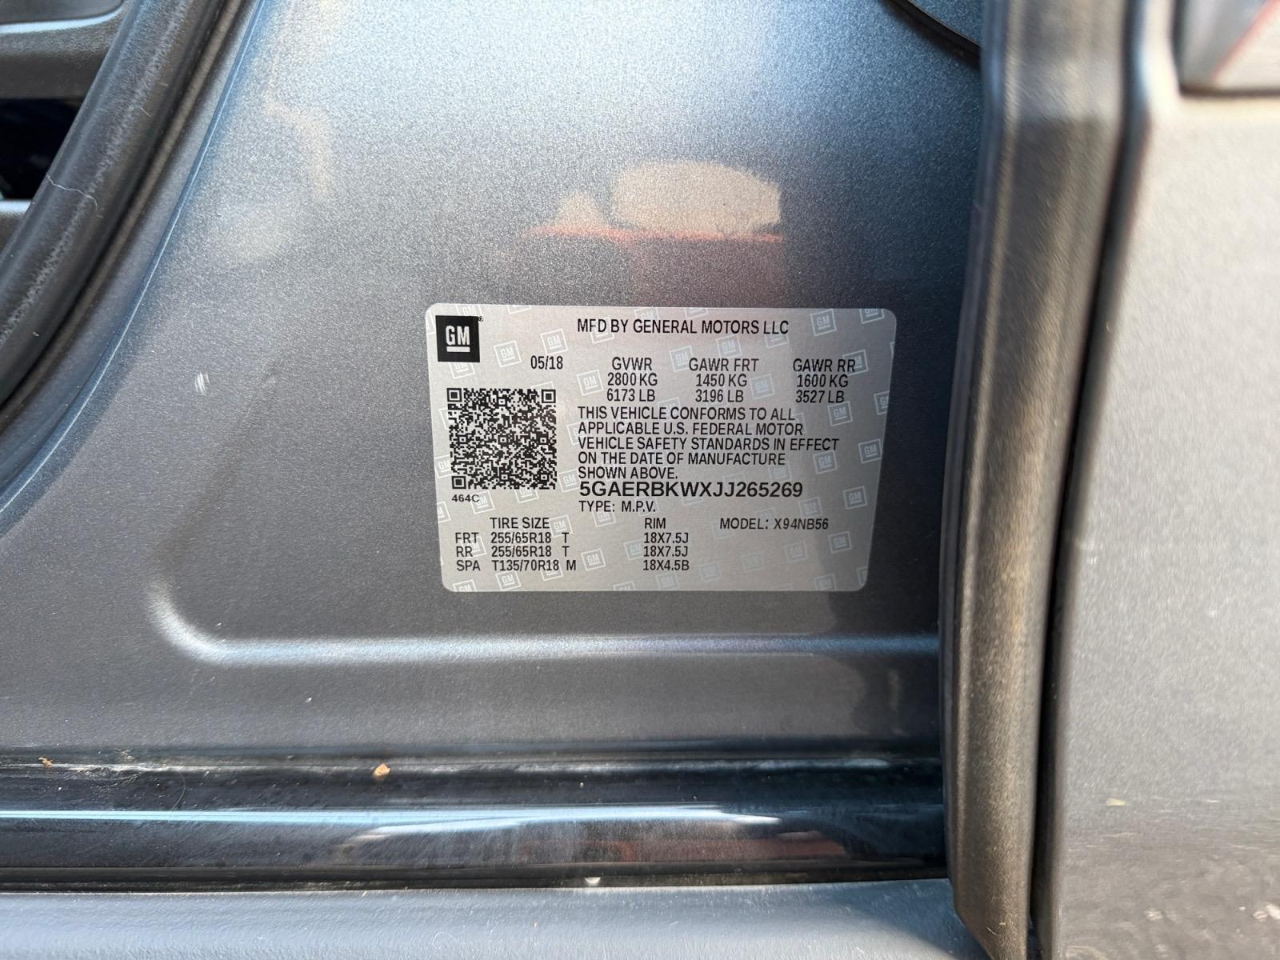 GM
MFD BY GENERAL MOTORS LLC
05/18 GVWR GAWR FRT GAWR RR
2800 KG 1450 KG 1600 KG
6173 LB 3196 LB 3527 LB
THIS VEHICLE CONFORMS TO ALL
APPLICABLE U.S. FEDERAL MOTOR
VEHICLE SAFETY STANDARDS IN EFFECT
ON THE DATE OF MANUFACTURE
SHOWN ABOVE.
464C
5GAERBKWXJJ265269
TYPE: M.P.V.
TIRE SIZE RIM MODEL: X94NB56
FRT 255/65R18 T 18X7.5J
RR 255/65R18 T 18X7.5J
SPA T135/70R18 M 18X4.5B